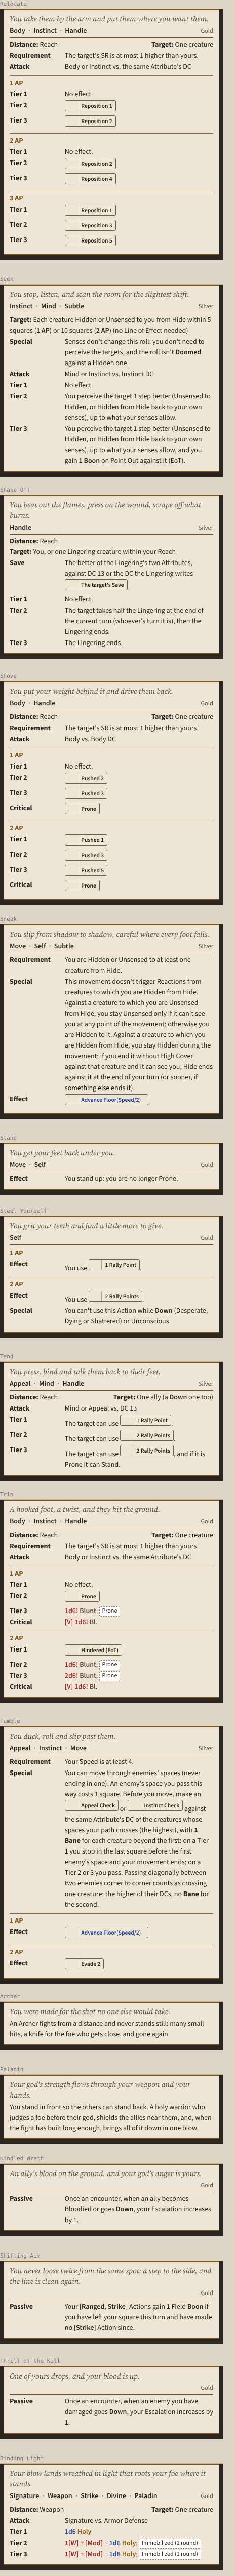 Relocate
You take them by the arm and put them where you want them.
Body · Instinct · Handle Gold
Distance: Reach Target: One creature
Requirement The target's SR is at most 1 higher than yours.
Attack Body or Instinct vs. the same Attribute's DC
1 AP
Tier 1 No effect.
Tier 2 Reposition 1
Tier 3 Reposition 2
2 AP
Tier 1 No effect.
Tier 2 Reposition 2
Tier 3 Reposition 4
3 AP
Tier 1 Reposition 1
Tier 2 Reposition 3
Tier 3 Reposition 5
Seek
You stop, listen, and scan the room for the slightest shift.
Instinct · Mind · Subtle Silver
Target: Each creature Hidden or Unsensed to you from Hide within 5
squares (1 AP) or 10 squares (2 AP) (no Line of Effect needed)
Special Senses don't change this roll: you don't need to
perceive the targets, and the roll isn't Doomed
against a Hidden one.
Attack Mind or Instinct vs. Instinct DC
Tier 1 No effect.
Tier 2 You perceive the target 1 step better (Unsensed to
Hidden, or Hidden from Hide back to your own
senses), up to what your senses allow.
Tier 3 You perceive the target 1 step better (Unsensed to
Hidden, or Hidden from Hide back to your own
senses), up to what your senses allow, and you
gain 1 Boon on Point Out against it (EoT).
Shake Off
You beat out the flames, press on the wound, scrape off what
burns.
Handle Silver
Distance: Reach
Target: You, or one Lingering creature within your Reach
Save The better of the Lingering's two Attributes,
against DC 13 or the DC the Lingering writes
The target's Save
Tier 1 No effect.
Tier 2 The target takes half the Lingering at the end of
the current turn (whoever's turn it is), then the
Lingering ends.
Tier 3 The Lingering ends.
Shove
You put your weight behind it and drive them back.
Body · Handle Gold
Distance: Reach Target: One creature
Requirement The target's SR is at most 1 higher than yours.
Attack Body vs. Body DC
1 AP
Tier 1 No effect.
Tier 2 Pushed 2
Tier 3 Pushed 3
Critical Prone
2 AP
Tier 1 Pushed 1
Tier 2 Pushed 3
Tier 3 Pushed 5
Critical Prone
Sneak
You slip from shadow to shadow, careful where every foot falls.
Move · Self · Subtle Silver
Requirement You are Hidden or Unsensed to at least one
creature from Hide.
Special This movement doesn't trigger Reactions from
creatures to which you are Hidden from Hide.
Against a creature to which you are Unsensed
from Hide, you stay Unsensed only if it can't see
you at any point of the movement; otherwise you
are Hidden to it. Against a creature to which you
are Hidden from Hide, you stay Hidden during the
movement; if you end it without High Cover
against that creature and it can see you, Hide ends
against it at the end of your turn (or sooner, if
something else ends it).
Effect Advance Floor(Speed/2)
Stand
You get your feet back under you.
Move · Self Gold
Effect You stand up: you are no longer Prone.
Steel Yourself
You grit your teeth and find a little more to give.
Self Gold
1 AP
Effect You use 1 Rally Point.
2 AP
Effect You use 2 Rally Points.
Special You can't use this Action while Down (Desperate,
Dying or Shattered) or Unconscious.
Tend
You press, bind and talk them back to their feet.
Appeal · Mind · Handle Silver
Distance: Reach Target: One ally (a Down one too)
Attack Mind or Appeal vs. DC 13
Tier 1 The target can use 1 Rally Point
Tier 2 The target can use 2 Rally Points
Tier 3 The target can use 2 Rally Points, and if it is
Prone it can Stand.
Trip
A hooked foot, a twist, and they hit the ground.
Body · Instinct · Handle Gold
Distance: Reach Target: One creature
Attack Body or Instinct vs. the same Attribute's DC
1 AP
Tier 1 No effect.
Tier 2 Prone
Tier 3 1d6! Blunt; Prone
Critical [V] 1d6! Bl.
2 AP
Tier 1 Hindered (EoT)
Tier 2 1d6! Blunt; Prone
Tier 3 2d6! Blunt; Prone
Critical [V] 1d6! Bl.
Tumble
You duck, roll and slip past them.
Appeal · Instinct · Move Silver
Requirement Your Speed is at least 4.
Special You can move through enemies' spaces (never
ending in one). An enemy's space you pass this
way costs 1 square. Before you move, make an
Appeal Check or Instinct Check against
the same Attribute's DC of the creatures whose
spaces your path crosses (the highest), with 1
Bane for each creature beyond the first: on a Tier
1 you stop in the last square before the first
enemy's space and your movement ends; on a
Tier 2 or 3 you pass. Passing diagonally between
two enemies corner to corner counts as crossing
one creature: the higher of their DCs, no Bane for
the second.
1 AP
Effect Advance Floor(Speed/2)
2 AP
Effect Evade 2
Archer
You were made for the shot no one else would take.
An Archer fights from a distance and never stands still: many small
hits, a knife for the one who gets close, and gone again.
Paladin
Your god's strength flows through your weapon and your
hands.
You stand in front so the others can stand back. A holy warrior who
judges a foe before their god, shields the allies near them, and, when
the fight has built long enough, brings all of it down in one blow.
Kindled Wrath
An ally's blood on the ground, and your god's anger is yours.
Gold
Passive Once an encounter, when an ally becomes
Bloodied or goes Down, your Escalation increases
by 1.
Shifting Aim
You never loose twice from the same spot: a step to the side, and
the line is clean again.
Gold
Passive Your [Ranged, Strike] Actions gain 1 Field Boon if
you have left your square this turn and have made
no [Strike] Action since.
Thrill of the Kill
One of yours drops, and your blood is up.
Gold
Passive Once an encounter, when an enemy you have
damaged goes Down, your Escalation increases by
1.
Binding Light
Your blow lands wreathed in light that roots your foe where it
stands.
Signature · Weapon · Strike · Divine · Paladin Gold
Distance: Weapon Target: One creature
Attack Signature vs. Armor Defense
Tier 1 1d6 Holy
Tier 2 1[W] + [Mod] + 1d6 Holy; Immobilized (1 round)
Tier 3 1[W] + [Mod] + 1d8 Holy; Immobilized (1 round)